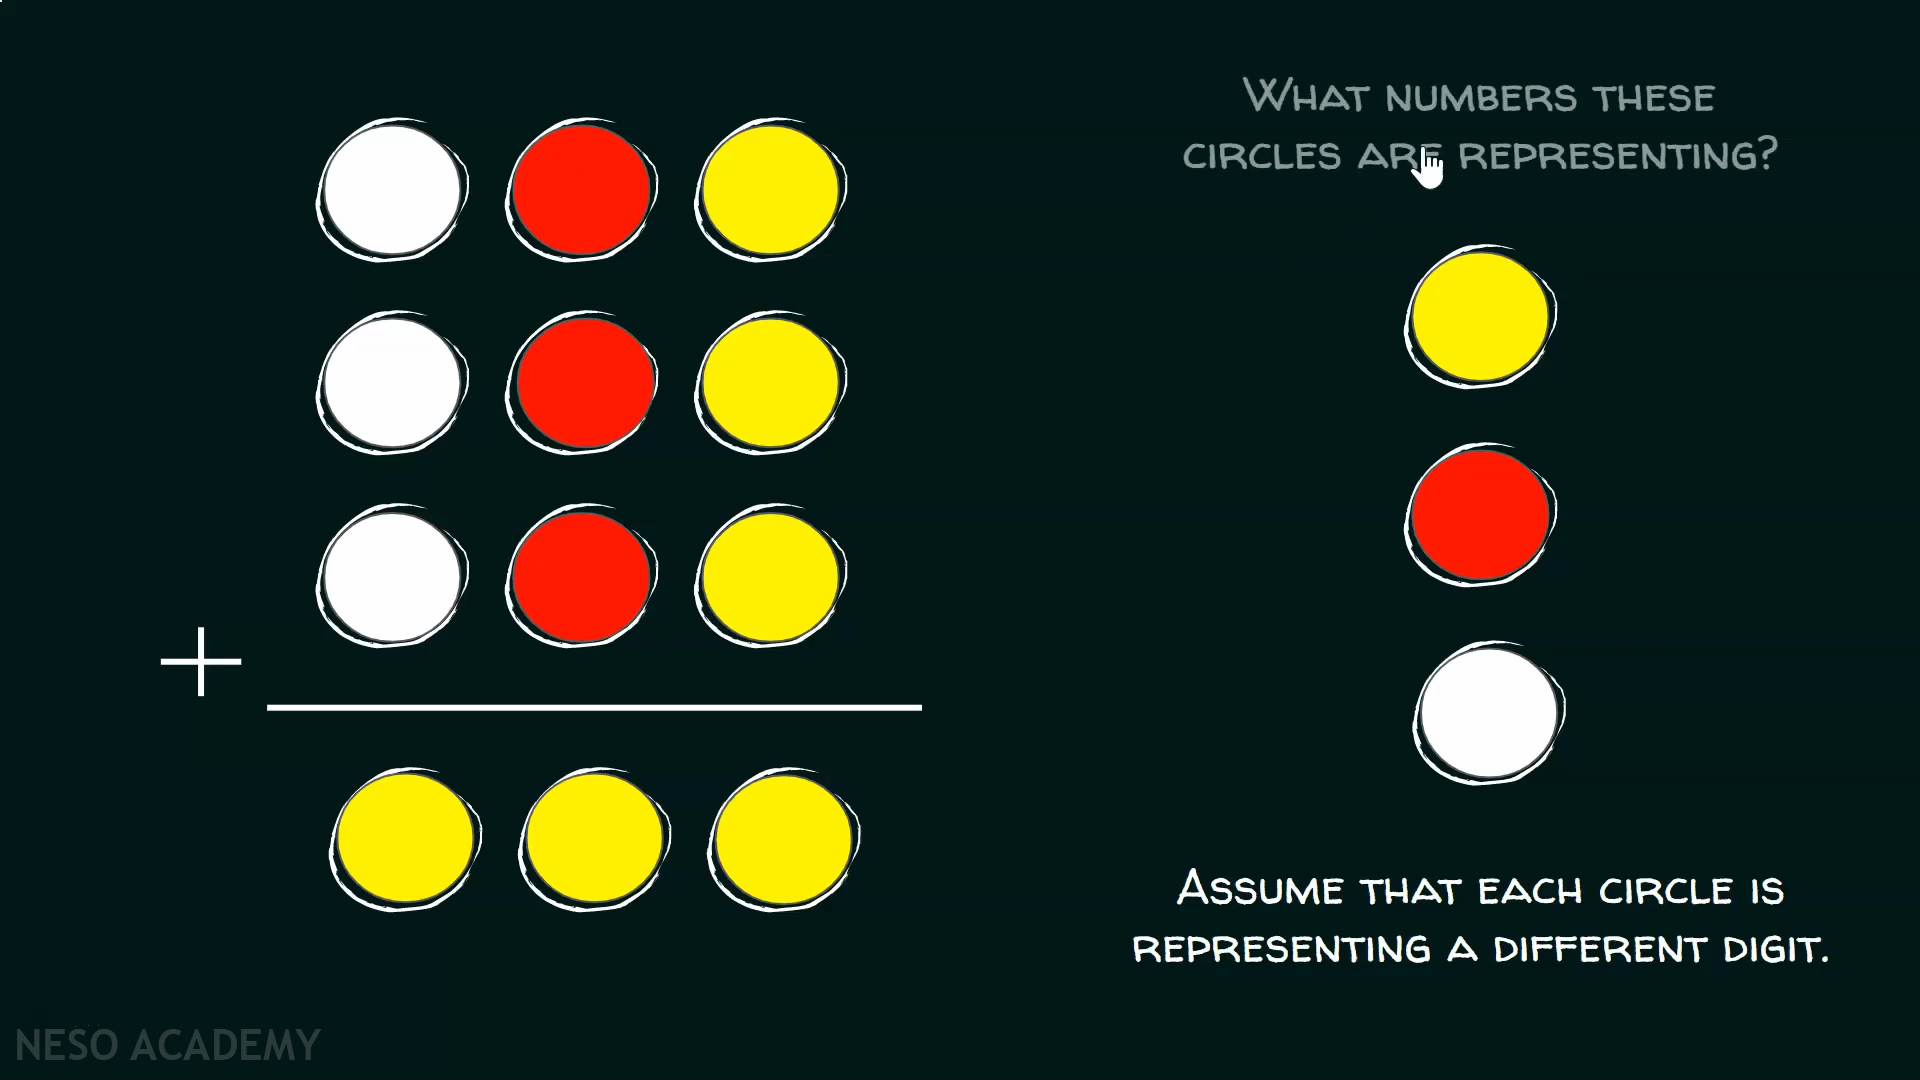 WHAT NUMBERS THESE
CIRCLES ARE REPRESENTING?
+
ASSUME THAT EACH CIRCLE IS
REPRESENTING A DIFFERENT DIGIT.
NESO ACADEMY